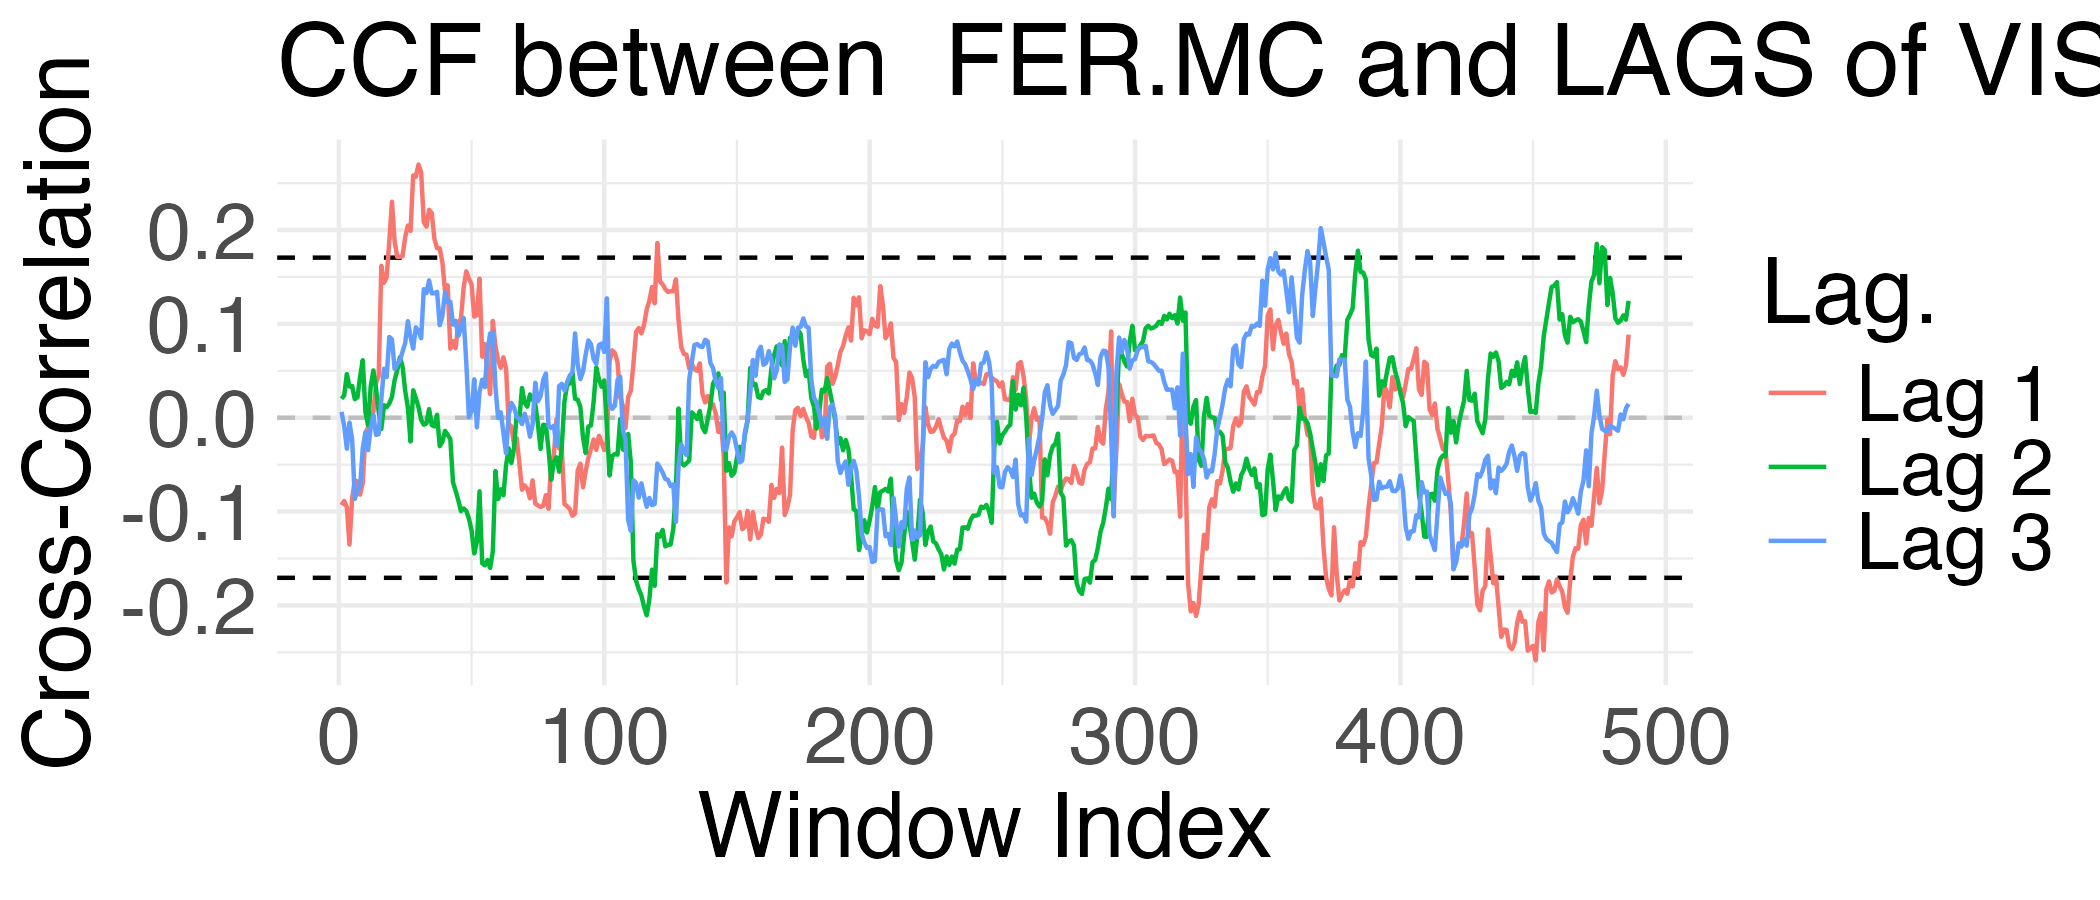 CCF between  FER.MC and LAGS of VIS
Cross-Correlation
0.2
0.1
0.0
-0.1
-0.2
0 100 200 300 400 500
Window Index
Lag.
Lag 1
Lag 2
Lag 3